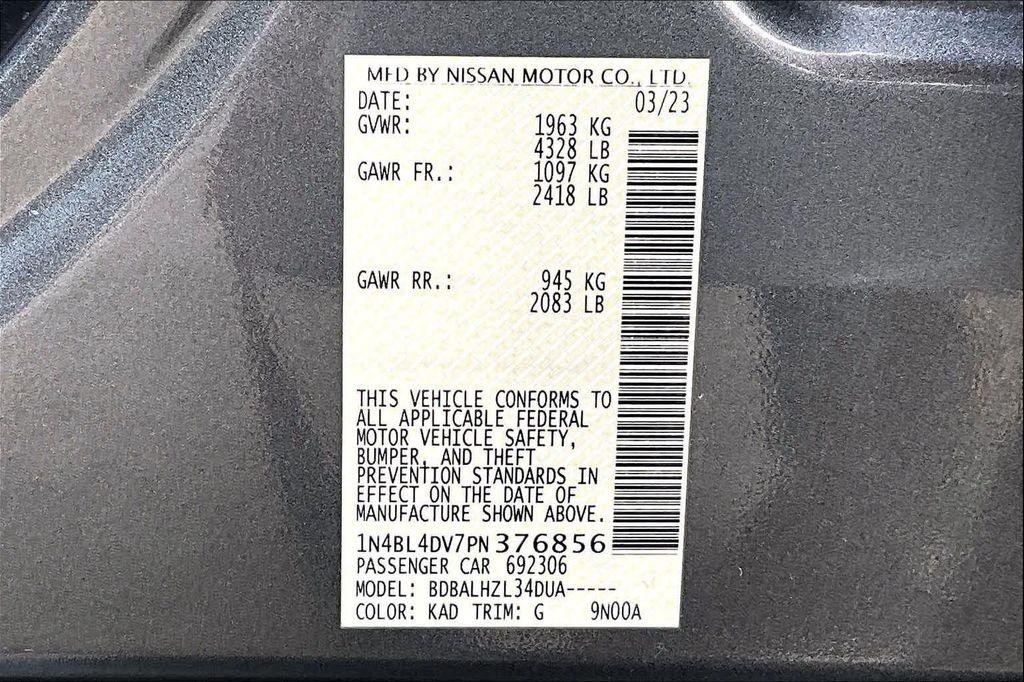 MFD BY NISSAN MOTOR CO., LTD.
DATE: 03/23
GVWR: 1963 KG
4328 LB
GAWR FR.: 1097 KG
2418 LB
GAWR RR.: 945 KG
2083 LB
THIS VEHICLE CONFORMS TO
ALL APPLICABLE FEDERAL
MOTOR VEHICLE SAFETY,
BUMPER, AND THEFT
PREVENTION STANDARDS IN
EFFECT ON THE DATE OF
MANUFACTURE SHOWN ABOVE.
1N4BL4DV7PN376856
PASSENGER CAR 692306
MODEL: BDBALHZL34DUA-----
COLOR: KAD TRIM: G 9N00A